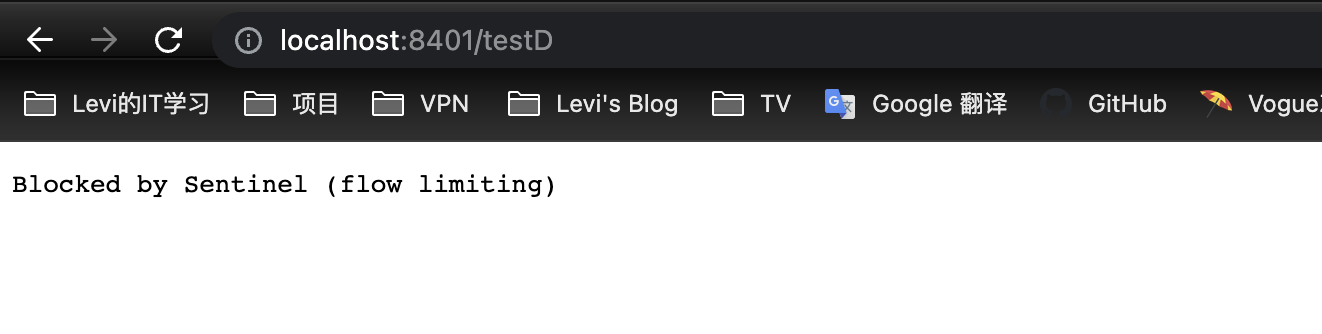 localhost:8401/testD
Levi的IT学习 项目 VPN Levi's Blog TV Google 翻译 GitHub
Blocked by Sentinel (flow limiting)